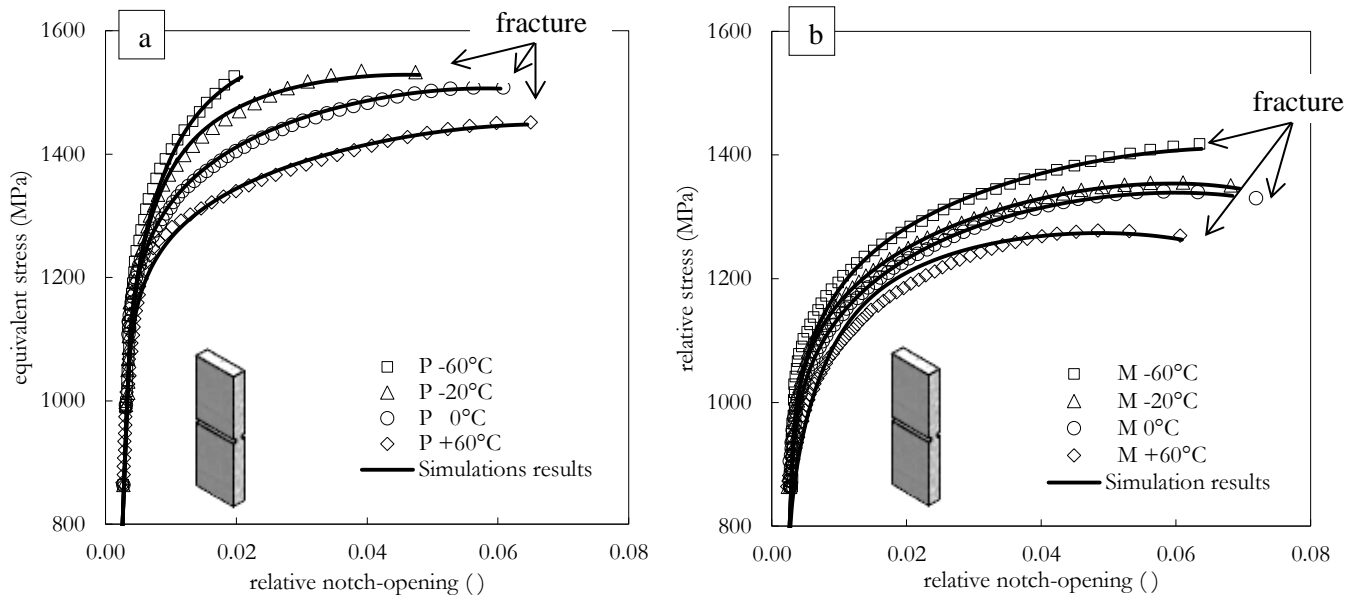 a
fracture
1600
1400
1200
1000
800
equivalent stress (MPa)
P -60°C
P -20°C
P 0°C
P +60°C
Simulations results
0.00 0.02 0.04 0.06 0.08
relative notch-opening ()
b
fracture
1600
1400
1200
1000
800
relative stress (MPa)
M -60°C
M -20°C
M 0°C
M +60°C
Simulation results
0.00 0.02 0.04 0.06 0.08
relative notch-opening ()